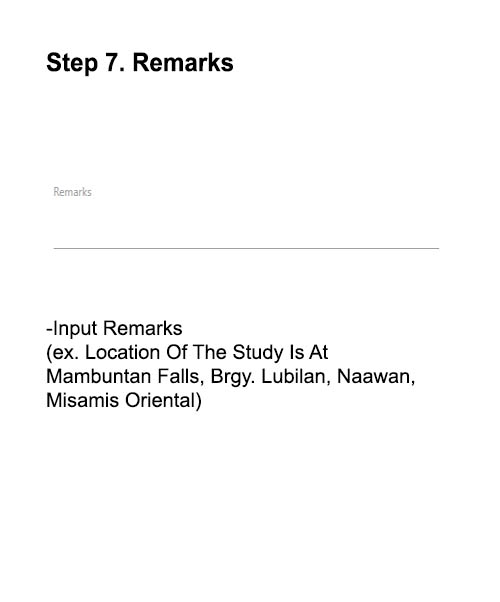 Step 7. Remarks
Remarks
-Input Remarks
(ex. Location Of The Study Is At
Mambuntan Falls, Brgy. Lubilan, Naawan,
Misamis Oriental)